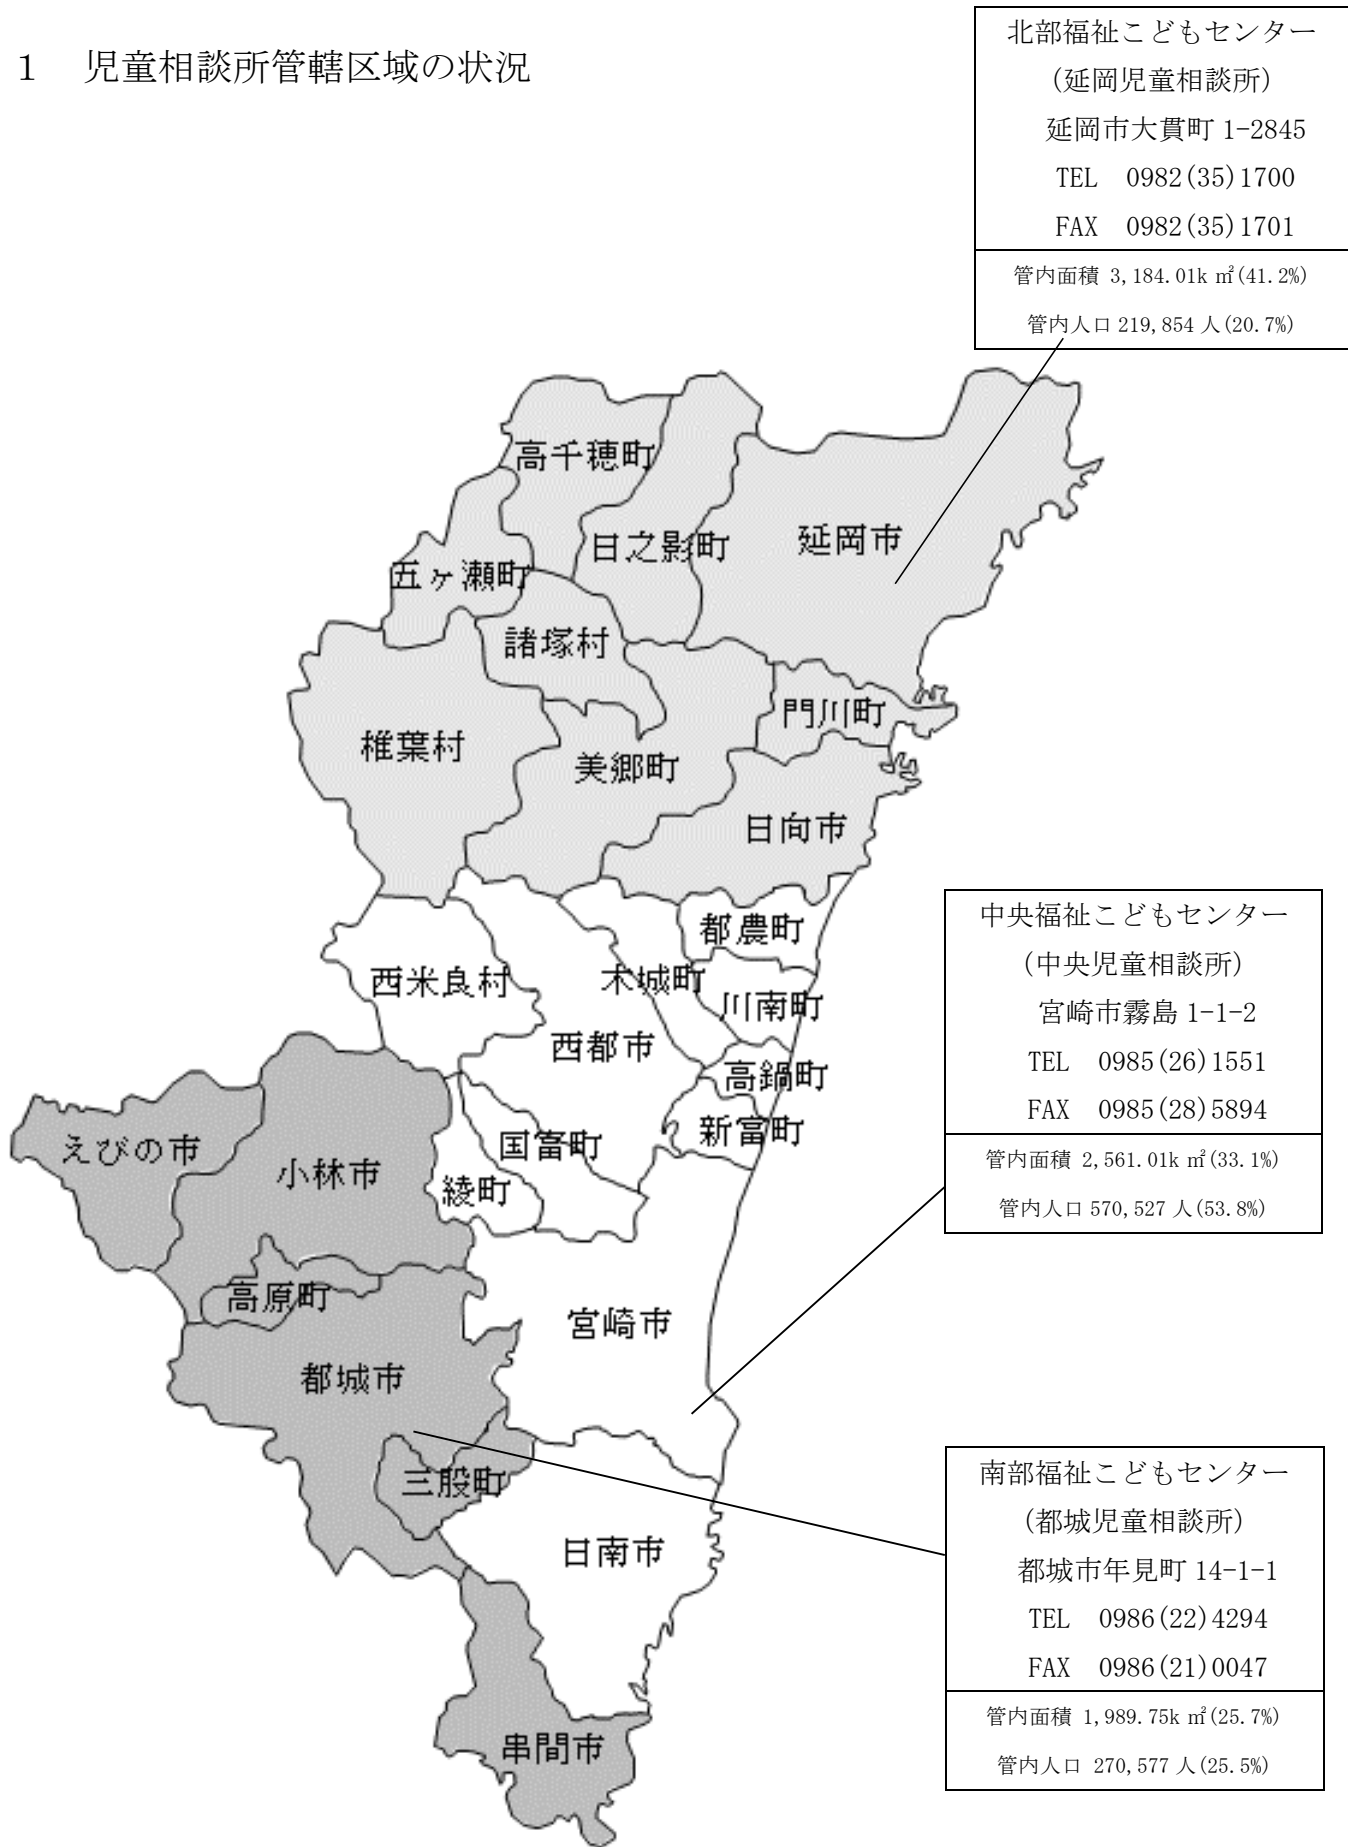 1 児童相談所管轄区域の状況
北部福祉こどもセンター
(延岡児童相談所)
延岡市大貫町 1-2845
TEL 0982(35)1700
FAX 0982(35)1701
管内面積 3,184.01k㎡(41.2%)
管内人口 219,854 人(20.7%)
高千穂町
日之影町
延岡市
五ヶ瀬町
諸塚村
門川町
椎葉村
美郷町
日向市
都農町
西米良村
木城町
川南町
西都市
高鍋町
新富町
国富町
綾町
えびの市
小林市
高原町
宮崎市
都城市
三股町
日南市
串間市
中央福祉こどもセンター
(中央児童相談所)
宮崎市霧島 1-1-2
TEL 0985(26)1551
FAX 0985(28)5894
管内面積 2,561.01k㎡(33.1%)
管内人口 570,527 人(53.8%)
南部福祉こどもセンター
(都城児童相談所)
都城市年見町 14-1-1
TEL 0986(22)4294
FAX 0986(21)0047
管内面積 1,989.75k㎡(25.7%)
管内人口 270,577 人(25.5%)